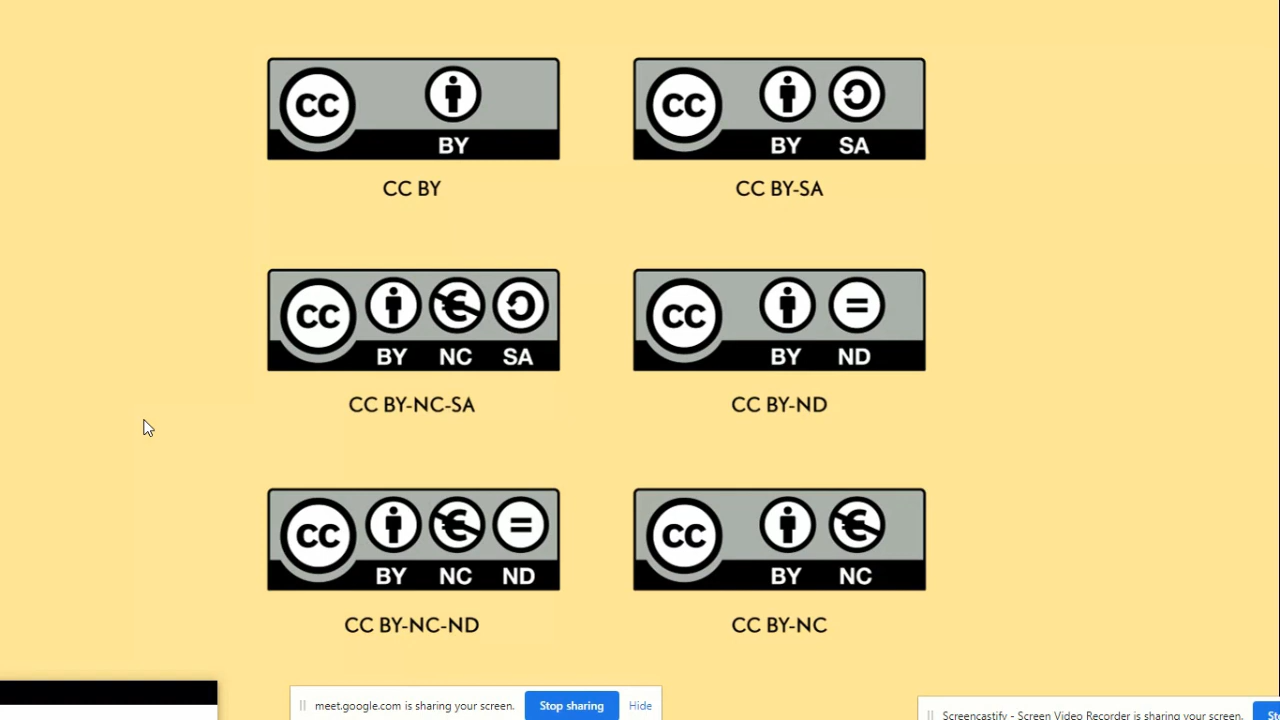 CC BY
BY
CC BY
CC BY SA
CC BY-SA
CC BY NC SA
CC BY-NC-SA
CC BY ND
CC BY-ND
CC BY NC ND
CC BY-NC-ND
CC BY NC
CC BY-NC
meet.google.com is sharing your screen. Stop sharing Hide
Screencastify - Screen Video Recorder is sharing your screen.